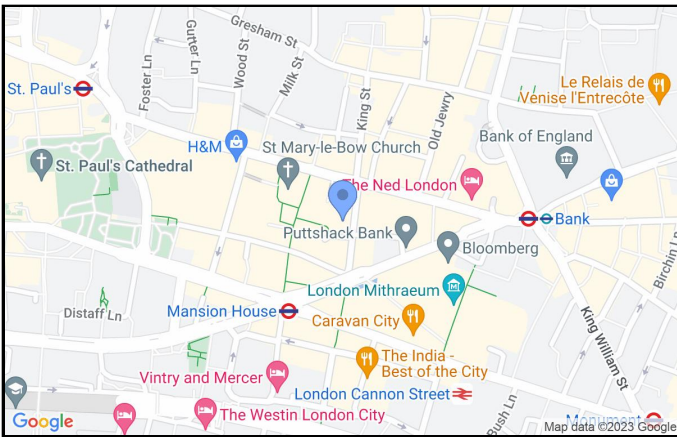 Gresham St
Gutter Ln
Wood St
Milk St
Foster Ln
King St
Old Jewry
St. Paul's
Le Relais de
Venise l'Entrecôte
H&M
St Mary-le-Bow Church
Bank of England
St. Paul's Cathedral
The Ned London
Bank
Puttshack Bank
Bloomberg
Birchin Ln
London Mithraeum
Distaff Ln
Mansion House
Caravan City
King William St
The India -
Best of the City
Vintry and Mercer
London Cannon Street
The Westin London City
Bush Ln
Monument
Google
Map data ©2023 Google